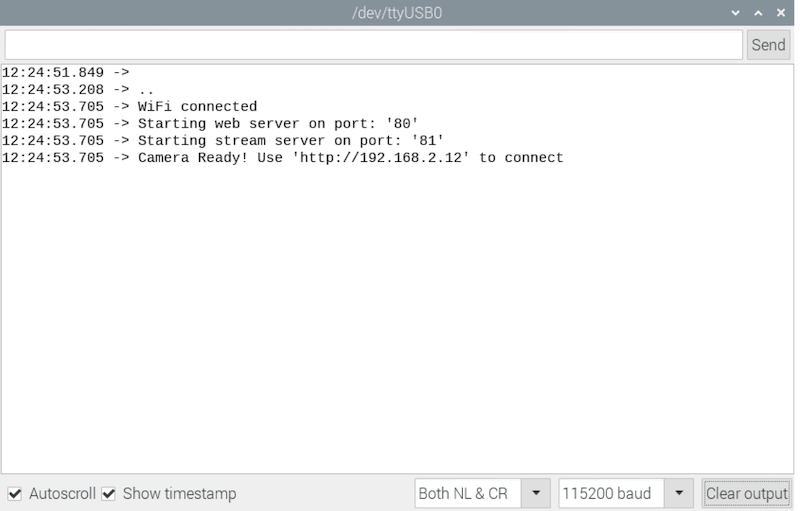 /dev/ttyUSB0
Send
12:24:51.849 ->
12:24:53.208 -> ..
12:24:53.705 -> WiFi connected
12:24:53.705 -> Starting web server on port: '80'
12:24:53.705 -> Starting stream server on port: '81'
12:24:53.705 -> Camera Ready! Use 'http://192.168.2.12' to connect
Autoscroll Show timestamp Both NL & CR 115200 baud Clear output